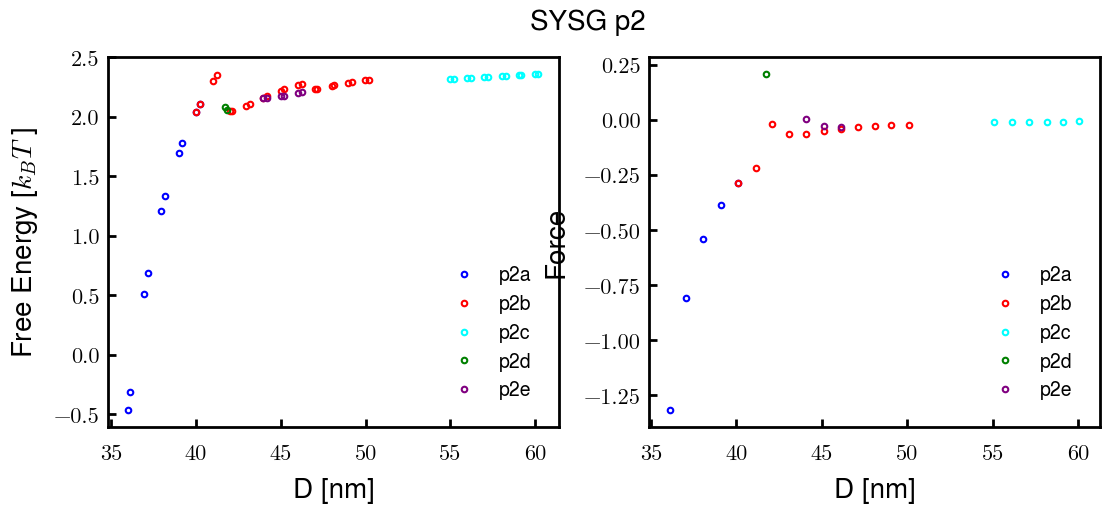 SYSG p2
Free Energy [k_BT]
2.5
2.0
1.5
1.0
0.5
0.0
−0.5
35
40
45
50
55
60
D [nm]
p2a
p2b
p2c
p2d
p2e
Force
0.25
0.00
−0.25
−0.50
−0.75
−1.00
−1.25
35
40
45
50
55
60
D [nm]
p2a
p2b
p2c
p2d
p2e